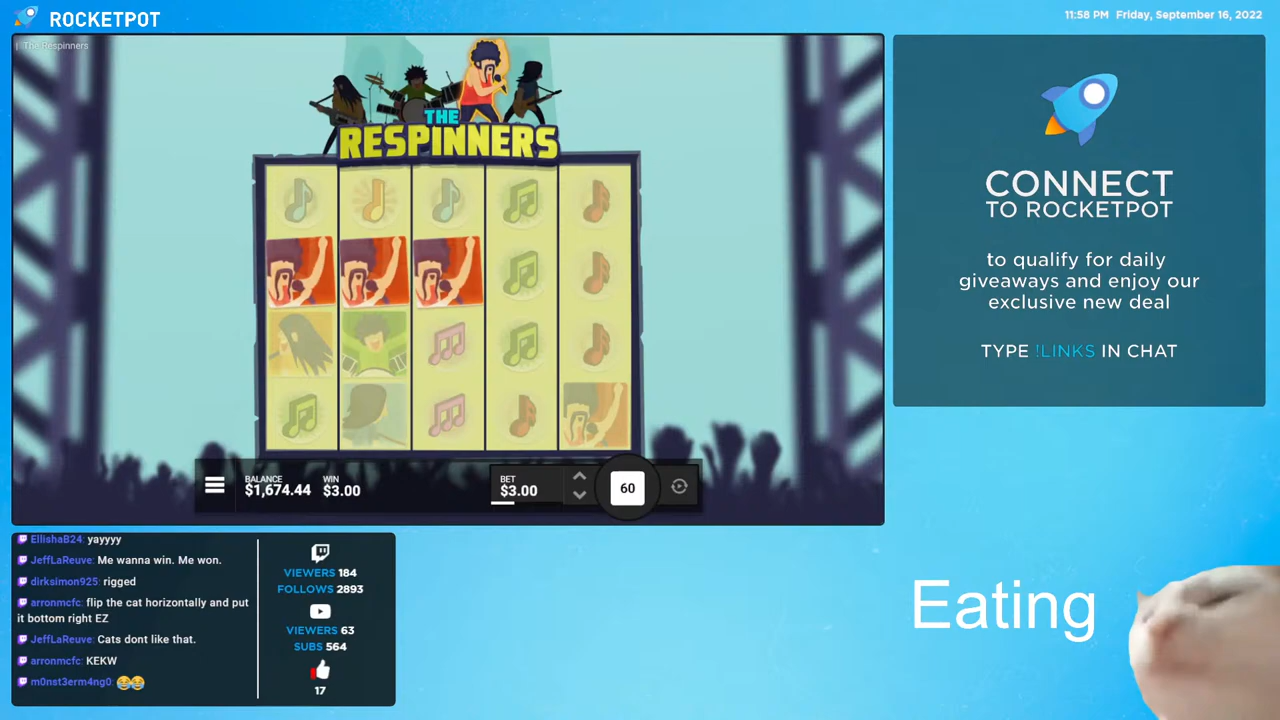 ROCKETPOT
11:58 PM Friday, September 16, 2022
The Respinners
THE
RESPINNERS
BALANCE
$1,674.44
WIN
$3.00
BET
$3.00
60
CONNECT
TO ROCKETPOT
to qualify for daily
giveaways and enjoy our
exclusive new deal
TYPE !LINKS IN CHAT
EllishaB24: yayyyy
JeffLaReuve: Me wanna win. Me won.
dirksimon925: rigged
arronmcfc: flip the cat horizontally and put
it bottom right EZ
JeffLaReuve: Cats dont like that.
arronmcfc: KEKW
m0nst3erm4ng0: 😂😂
VIEWERS 184
FOLLOWS 2893
VIEWERS 63
SUBS 564
17
Eating